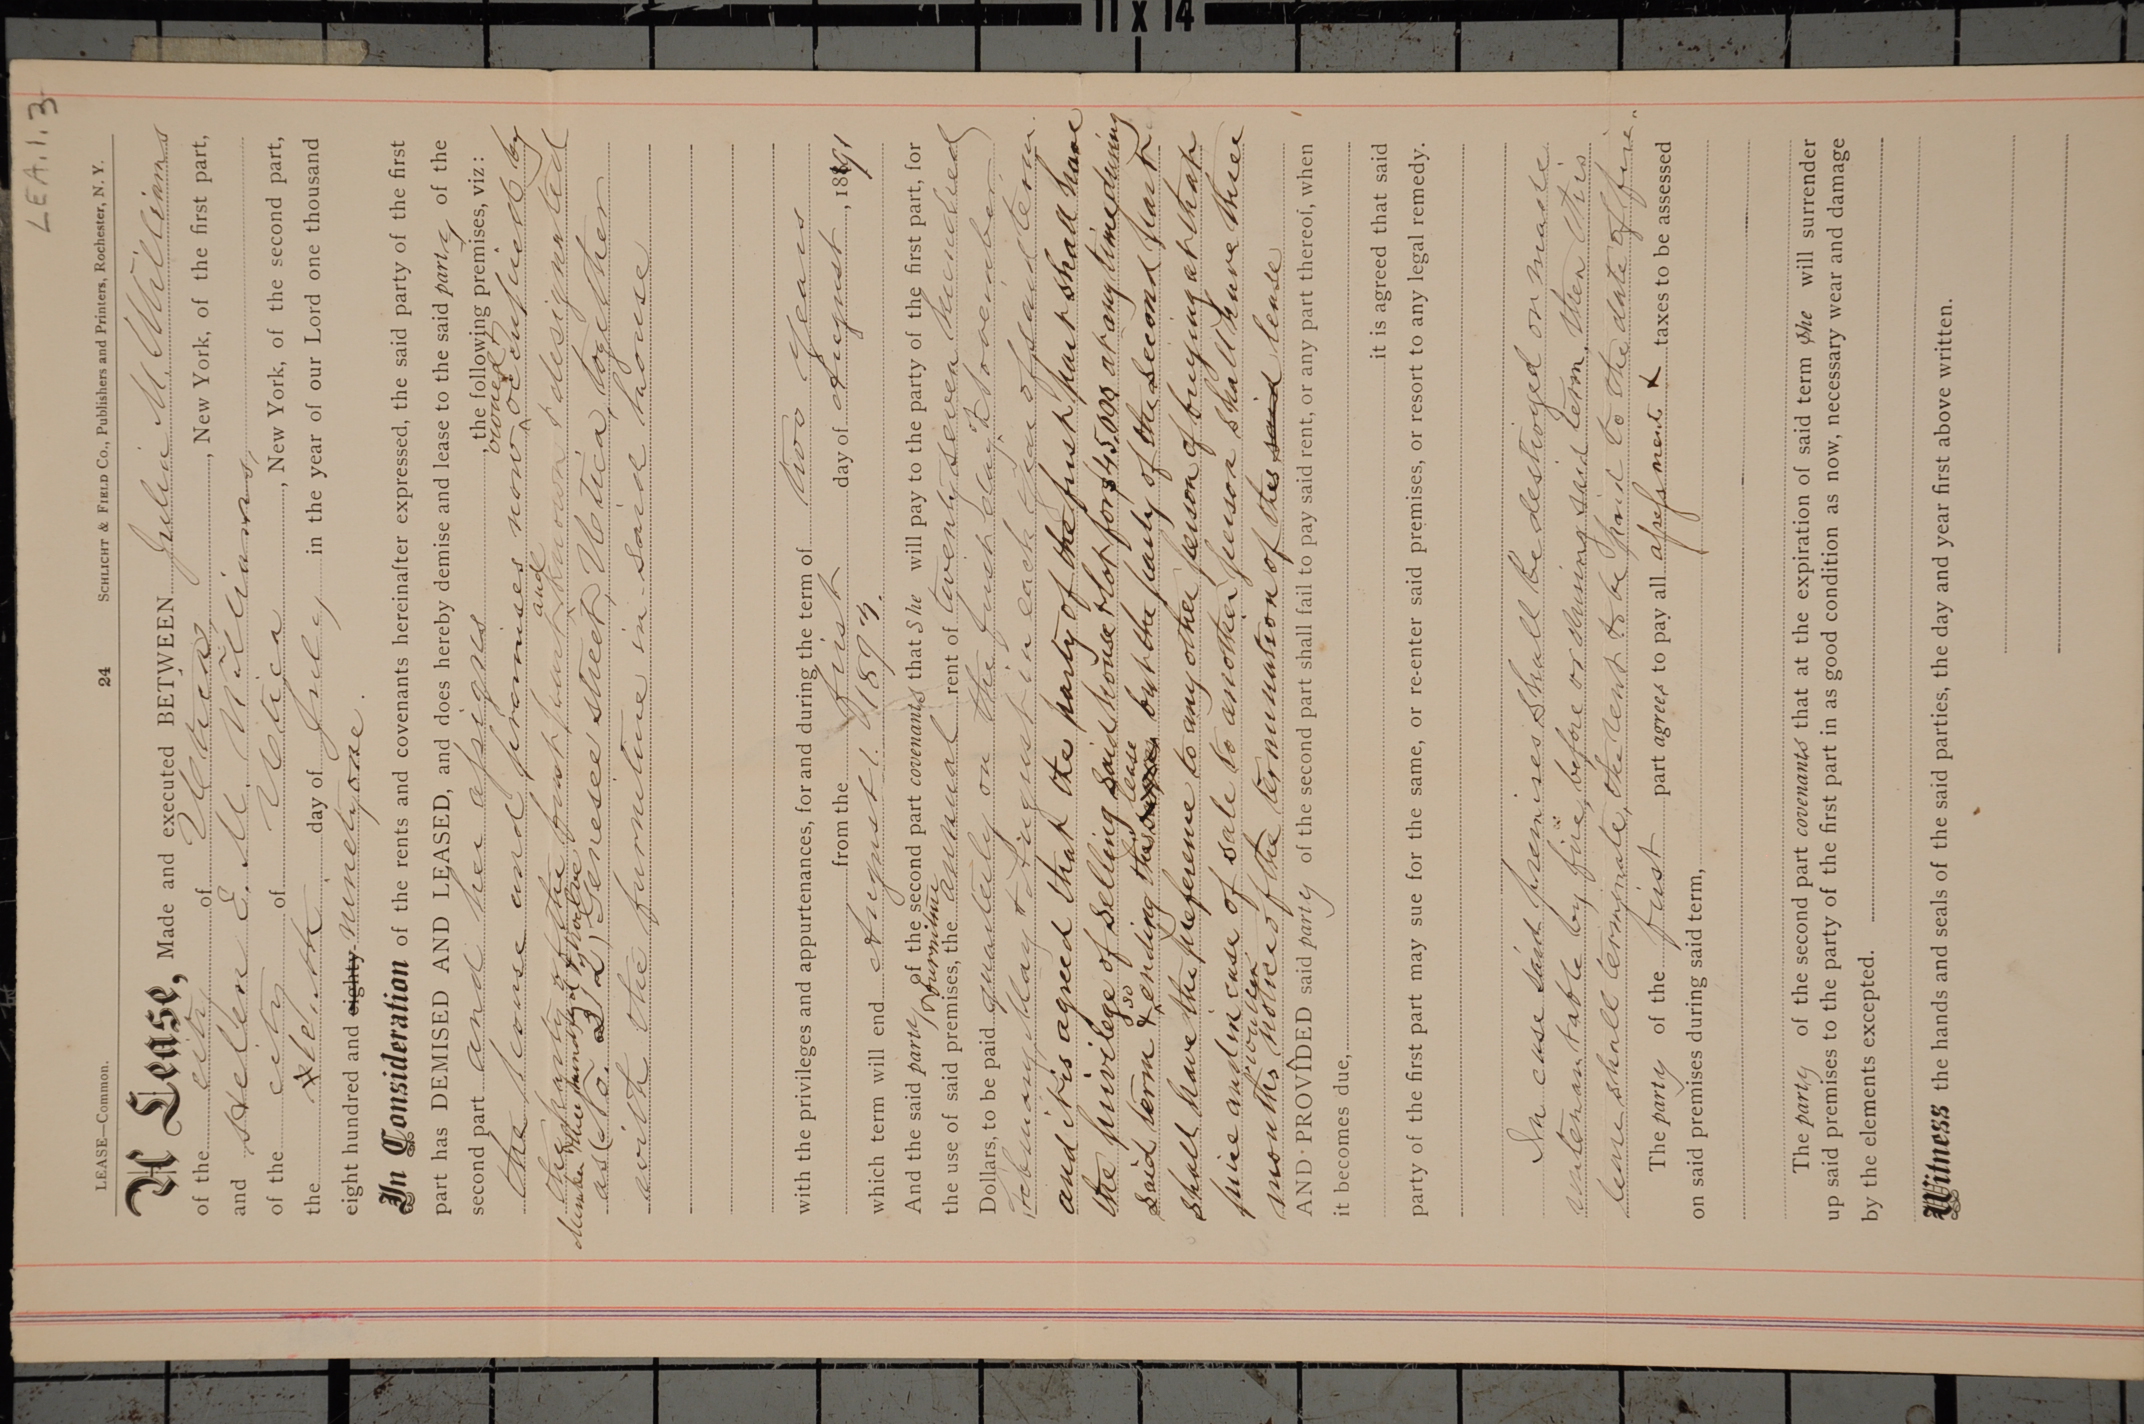 11 x 14
LEA.1.3
LEASE—Common. 24 SCHLICHT & FIELD Co., Publishers and Printers, Rochester, N. Y.
A Lease, Made and executed BETWEEN Julia M. Williams
of the city of Utica, New York, of the first part,
and Hellen E. M. Williams,
of the city of Utica, New York, of the second part,
the day of July in the year of our Lord one thousand
eight hundred and eighty ninety one.
In Consideration of the rents and covenants hereinafter expressed, the said party of the first
part has DEMISED AND LEASED, and does hereby demise and lease to the said party of the
second part and her assigns, the following premises, viz:
owned &
the house and premises now occupied by
and
the party of the first part known & designated
number three hundred & twelve
as No. 312, Genesee street, Utica, together
with the furniture in said house
with the privileges and appurtenances, for and during the term of two years
from the first day of August, 1891
which term will end August 1. 1893.
And the said party of the second part covenants that She will pay to the party of the first part, for
& furniture
the use of said premises, the annual rent of twenty seven hundred
Dollars, to be paid quarterly on the first day of November,
February May & August in each year of said term.
and it is agreed that the party of the first part shall have
the privilege of selling said house & lot for $45,000 at any time during
so lease
said term & ending this but the party of the second part
shall have the preference to any other person of buying at that
price and in case of sale to another person shall have three
months notice of the termination of this said lease
AND PROVIDED said party of the second part shall fail to pay said rent, or any part thereof, when
it becomes due,
it is agreed that said
party of the first part may sue for the same, or re-enter said premises, or resort to any legal remedy.
In case said premises shall be destroyed or made
untenantable by fire, before or during said term, then this
lease shall terminate, the rent to be paid to the date of fire.
The party of the first part agrees to pay all assessment & taxes to be assessed
on said premises during said term,
The party of the second part covenants that at the expiration of said term she will surrender
up said premises to the party of the first part in as good condition as now, necessary wear and damage
by the elements excepted.
Witness the hands and seals of the said parties, the day and year first above written.